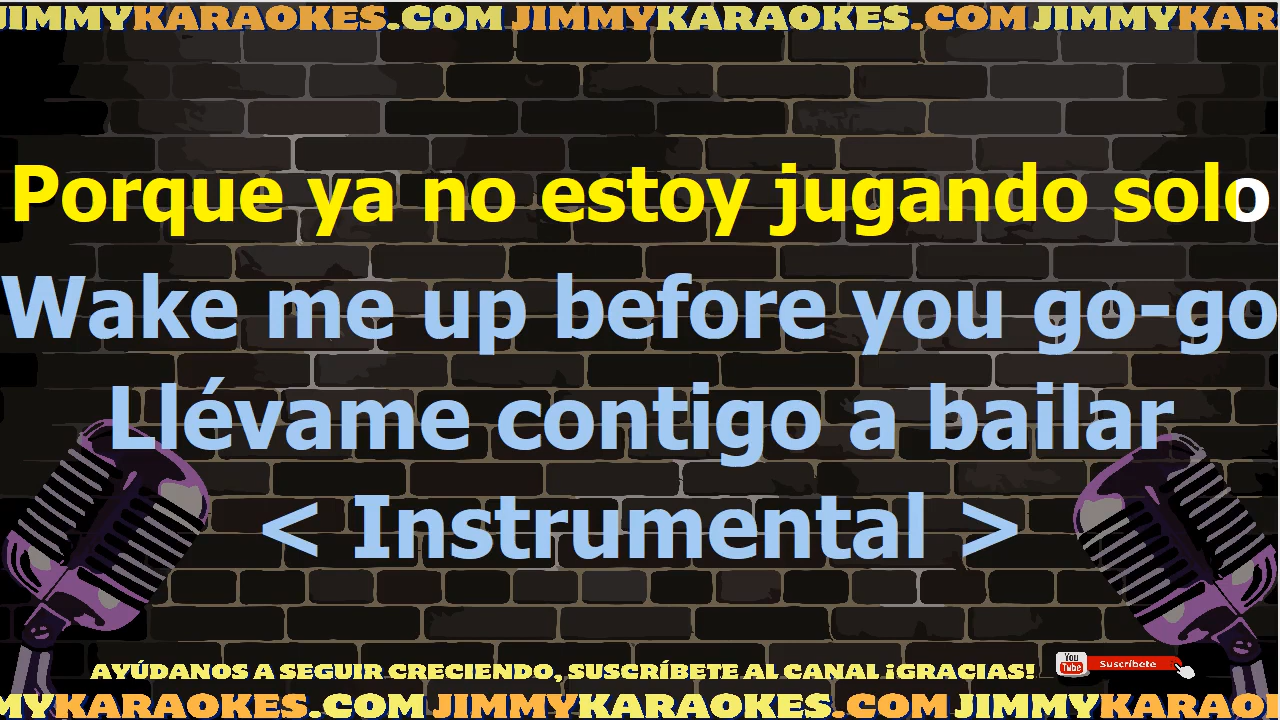 JIMMYKARAOKES.COM JIMMYKARAOKES.COM JIMMYKAR
Porque ya no estoy jugando solo
Wake me up before you go-go
Llévame contigo a bailar
< Instrumental >
AYÚDANOS A SEGUIR CRECIENDO, SUSCRÍBETE AL CANAL ¡GRACIAS! You Tube Suscríbete
MYKARAOKES.COM JIMMYKARAOKES.COM JIMMYKARAO